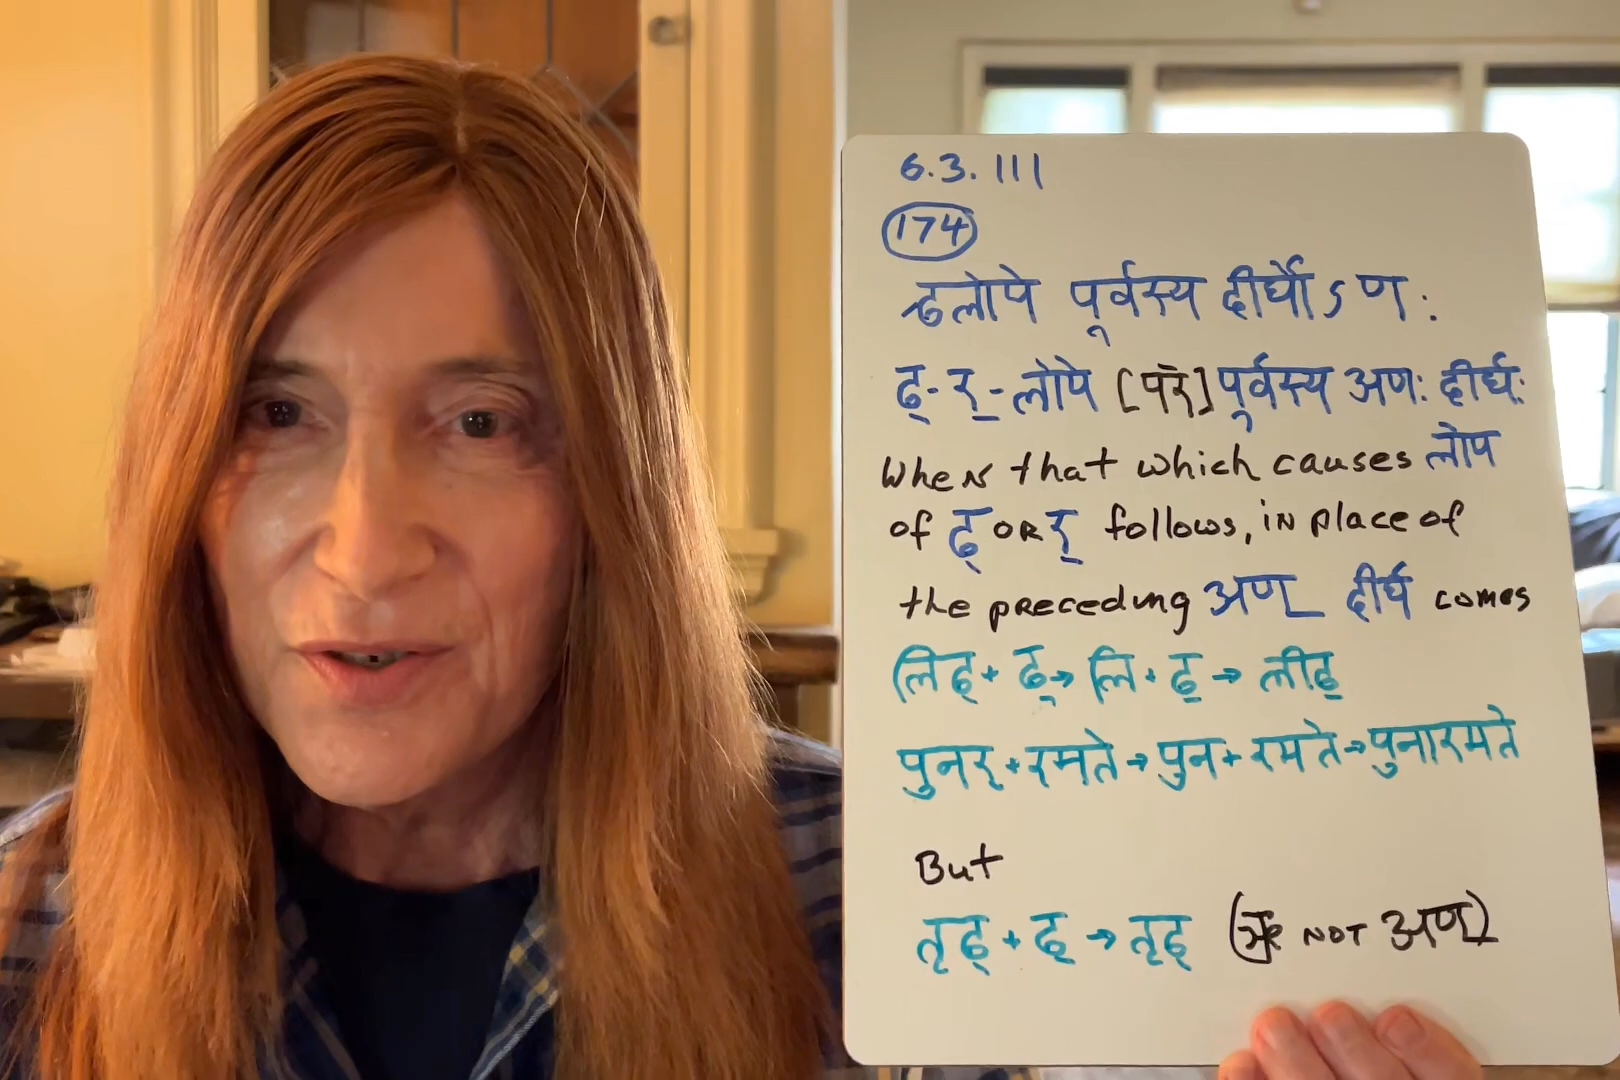 6.3.111
174
ढ्रलोपे पूर्वस्य दीर्घोऽणः
ढ्-र्-लोपे [परे] पूर्वस्य अणः दीर्घः
When that which causes लोप
of ढ् or र् follows, in place of
the preceding अण् दीर्घ comes
लिढ् + ढ् → लि + ढ् → लीढ्
पुनर् + रमते → पुन + रमते → पुनारमते
But
तृढ् + ढ् → तृढ् (ऋ not अण्)